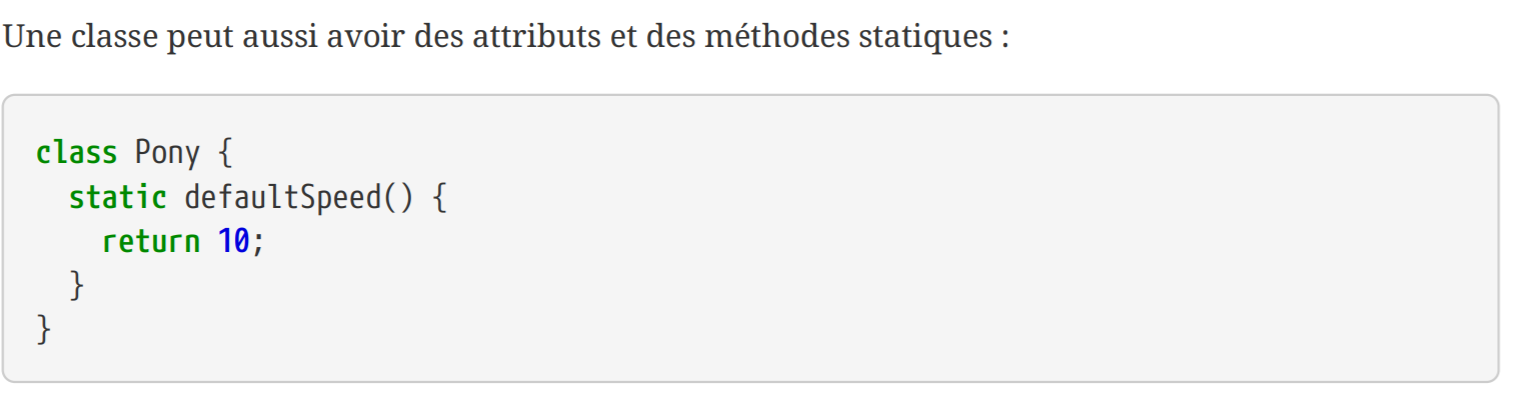 Une classe peut aussi avoir des attributs et des méthodes statiques :
class Pony {
  static defaultSpeed() {
    return 10;
  }
}